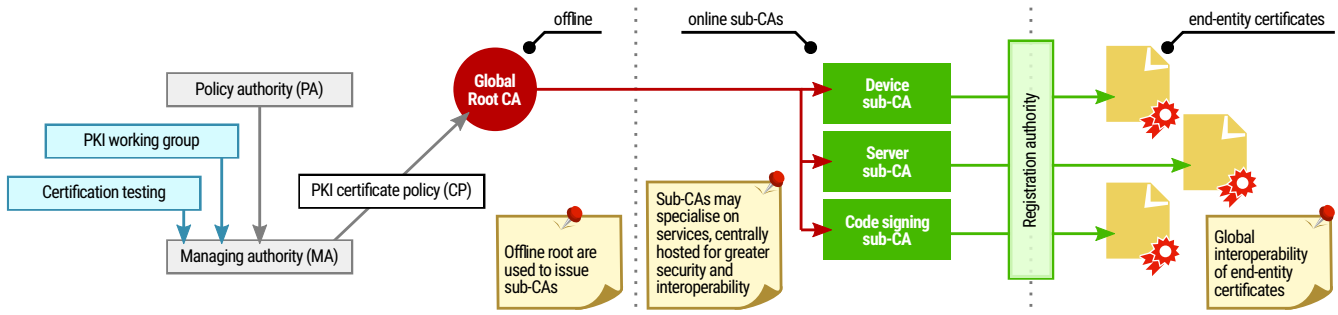 offline
online sub-CAs
end-entity certificates
Policy authority (PA)
PKI working group
Certification testing
Managing authority (MA)
PKI certificate policy (CP)
Global
Root CA
Offline root are
used to issue
sub-CAs
Sub-CAs may
specialise on
services, centrally
hosted for greater
security and
interoperability
Device
sub-CA
Server
sub-CA
Code signing
sub-CA
Registration authority
Global
interoperability
of end-entity
certificates